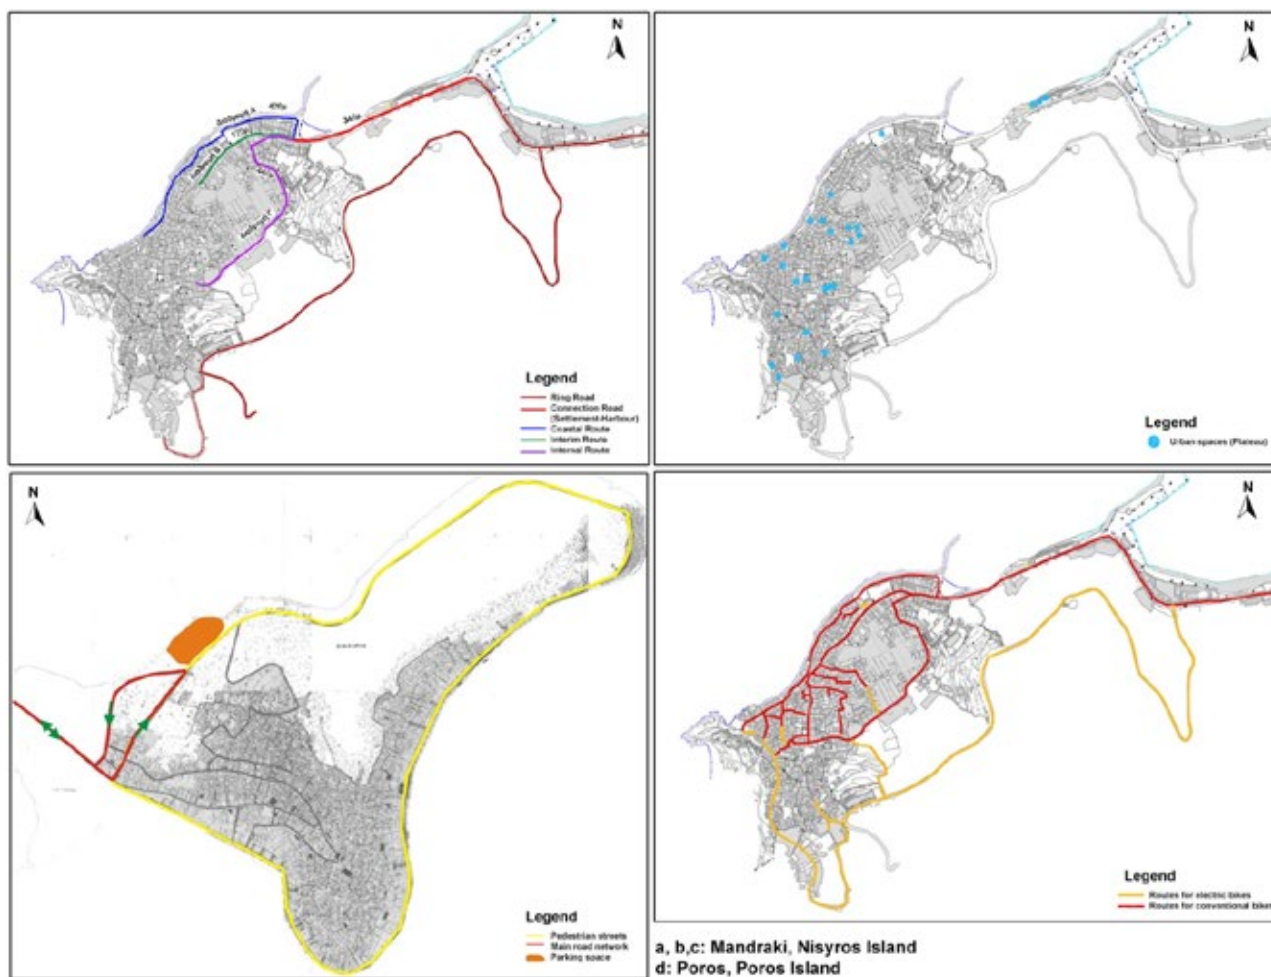 N
340μ
Legend
Ring Road
Connection Road
(Settlement-Harbour)
Coastal Route
Interim Route
Internal Route
N
Legend
Urban spaces (Plateau)
N
Legend
Pedestrian streets
Main road network
Parking space
N
Legend
Routes for electric bikes
Routes for conventional bikes
a, b,c: Mandraki, Nisyros Island
d: Poros, Poros Island